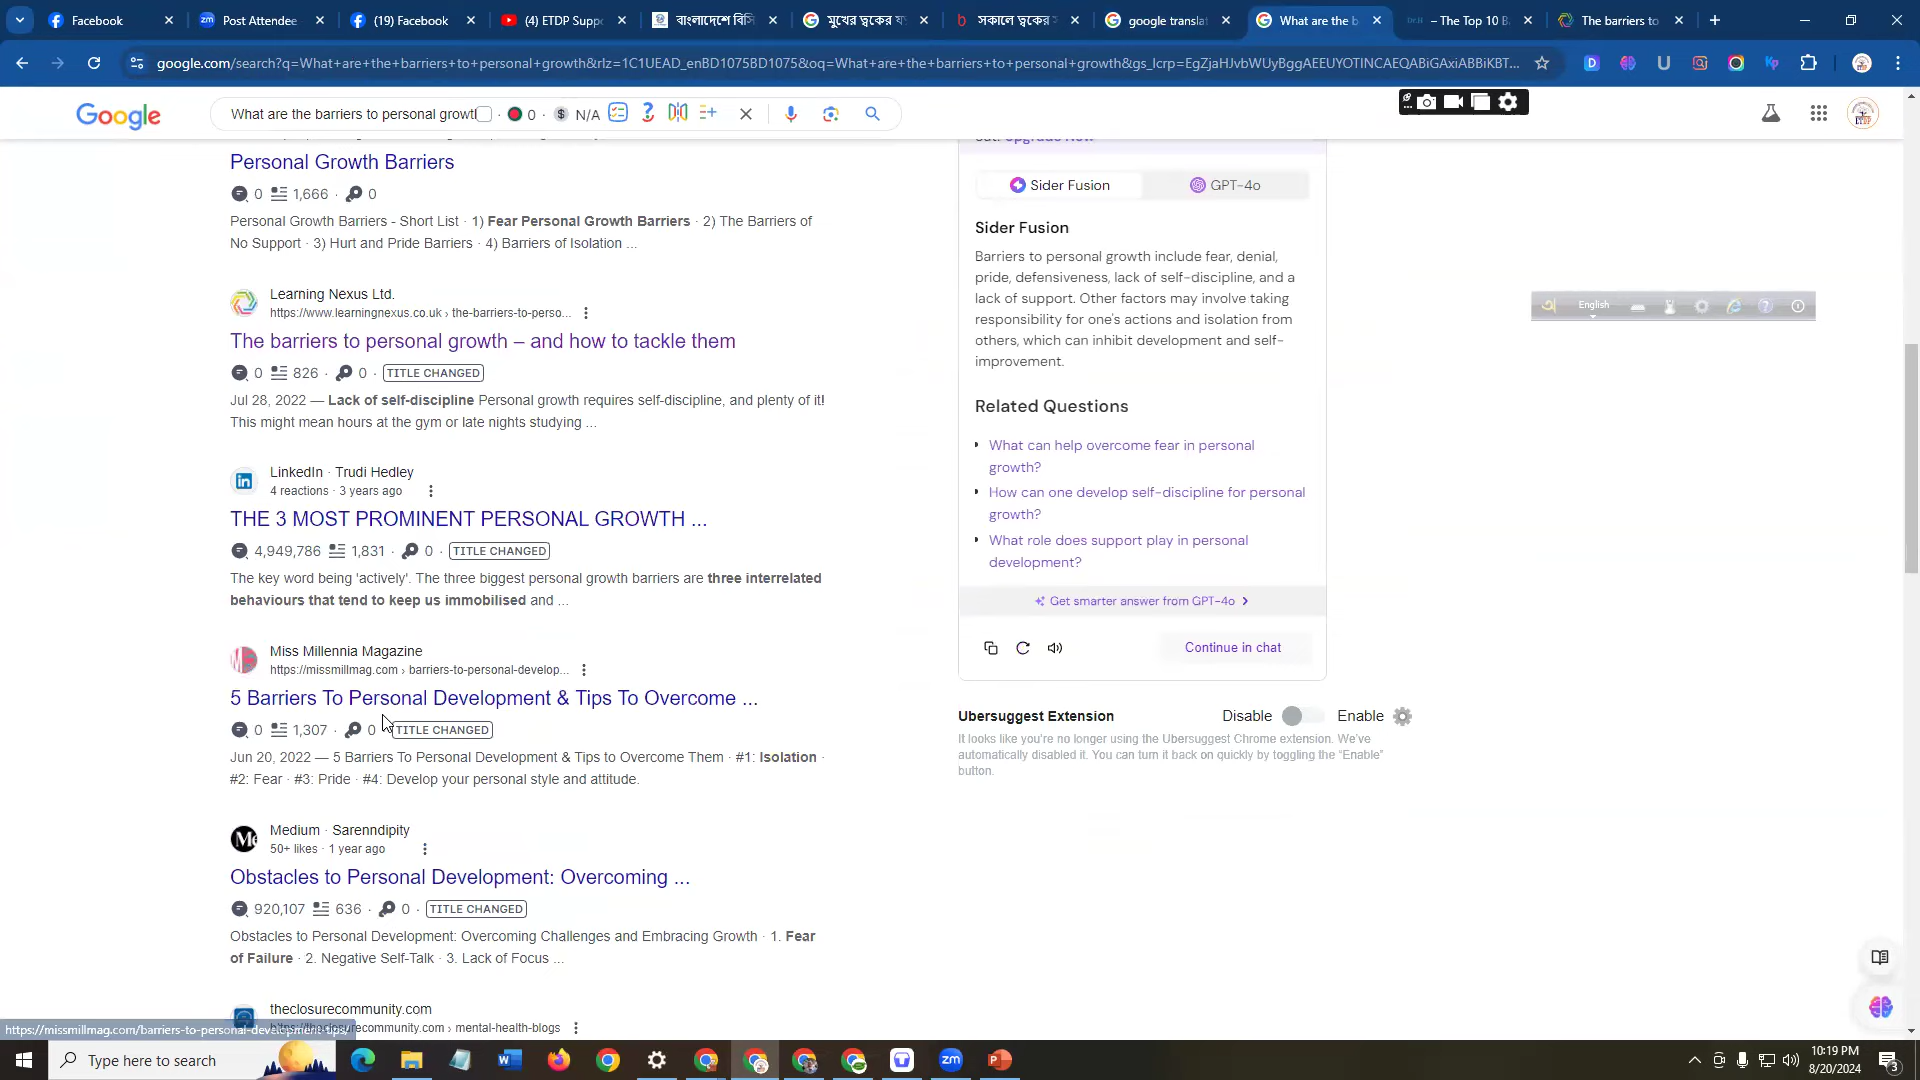 Facebook
Post Attendee
(19) Facebook
(4) ETDP Supp
বাংলাদেশে বিসি
মুখের ত্বকের যত
সকালে ত্বকের
google translat
What are the b
– The Top 10 B
The barriers to
google.com/search?q=What+are+the+barriers+to+personal+growth&rlz=1C1UEAD_enBD1075BD1075&oq=What+are+the+barriers+to+personal+growth&gs_lcrp=EgZjaHJvbWUyBggAEEUYOTINCAEQABiGAxiABBiKBT...
Google
What are the barriers to personal growth
0 · N/A
Personal Growth Barriers
0 1,666 · 0
Personal Growth Barriers - Short List · 1) Fear Personal Growth Barriers · 2) The Barriers of
No Support · 3) Hurt and Pride Barriers · 4) Barriers of Isolation ...
Learning Nexus Ltd.
https://www.learningnexus.co.uk › the-barriers-to-perso...
The barriers to personal growth – and how to tackle them
0 826 · 0 · TITLE CHANGED
Jul 28, 2022 — Lack of self-discipline Personal growth requires self-discipline, and plenty of it!
This might mean hours at the gym or late nights studying ...
LinkedIn · Trudi Hedley
4 reactions · 3 years ago
THE 3 MOST PROMINENT PERSONAL GROWTH ...
4,949,786 1,831 · 0 · TITLE CHANGED
The key word being 'actively'. The three biggest personal growth barriers are three interrelated
behaviours that tend to keep us immobilised and ...
Miss Millennia Magazine
https://missmillmag.com › barriers-to-personal-develop...
5 Barriers To Personal Development & Tips To Overcome ...
0 1,307 · 0 TITLE CHANGED
Jun 20, 2022 — 5 Barriers To Personal Development & Tips to Overcome Them · #1: Isolation ·
#2: Fear · #3: Pride · #4: Develop your personal style and attitude.
Medium · Sarenndipity
50+ likes · 1 year ago
Obstacles to Personal Development: Overcoming ...
920,107 636 · 0 · TITLE CHANGED
Obstacles to Personal Development: Overcoming Challenges and Embracing Growth · 1. Fear
of Failure · 2. Negative Self-Talk · 3. Lack of Focus ...
theclosurecommunity.com
https://theclosurecommunity.com › mental-health-blogs
https://missmillmag.com/barriers-to-personal-development-tips/
Upgrade Now
Sider Fusion
GPT-4o
Sider Fusion
Barriers to personal growth include fear, denial,
pride, defensiveness, lack of self-discipline, and a
lack of support. Other factors may involve taking
responsibility for one's actions and isolation from
others, which can inhibit development and self-
improvement.
Related Questions
What can help overcome fear in personal
growth?
How can one develop self-discipline for personal
growth?
What role does support play in personal
development?
Get smarter answer from GPT-4o
Continue in chat
Ubersuggest Extension
Disable
Enable
It looks like you're no longer using the Ubersuggest Chrome extension. We've
automatically disabled it. You can turn it back on quickly by toggling the "Enable"
button.
English
Type here to search
10:19 PM
8/20/2024
3